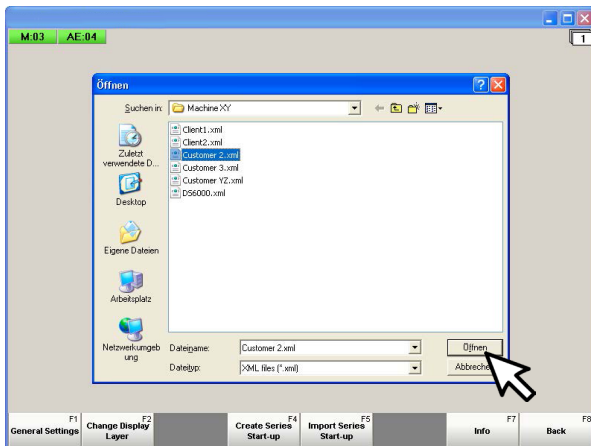 M:03 AE:04
1
Öffnen
Suchen in: Machine XY
Client1.xml
Client2.xml
Customer 2.xml
Customer 3.xml
Customer YZ.xml
DS6000.xml
Zuletzt
verwendete D...
Desktop
Eigene Dateien
Arbeitsplatz
Netzwerkumgeb
ung
Dateiname: Customer 2.xml Öffnen
Dateityp: XML files (*.xml)
F1 F2 F4 F5 F7 F8
General Settings Change Display Layer Create Series Start-up Import Series Start-up Info Back